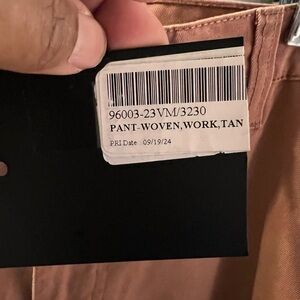 96003-23VM/3230
PANT-WOVEN,WORK,TAN
PRI Date 09/19/24